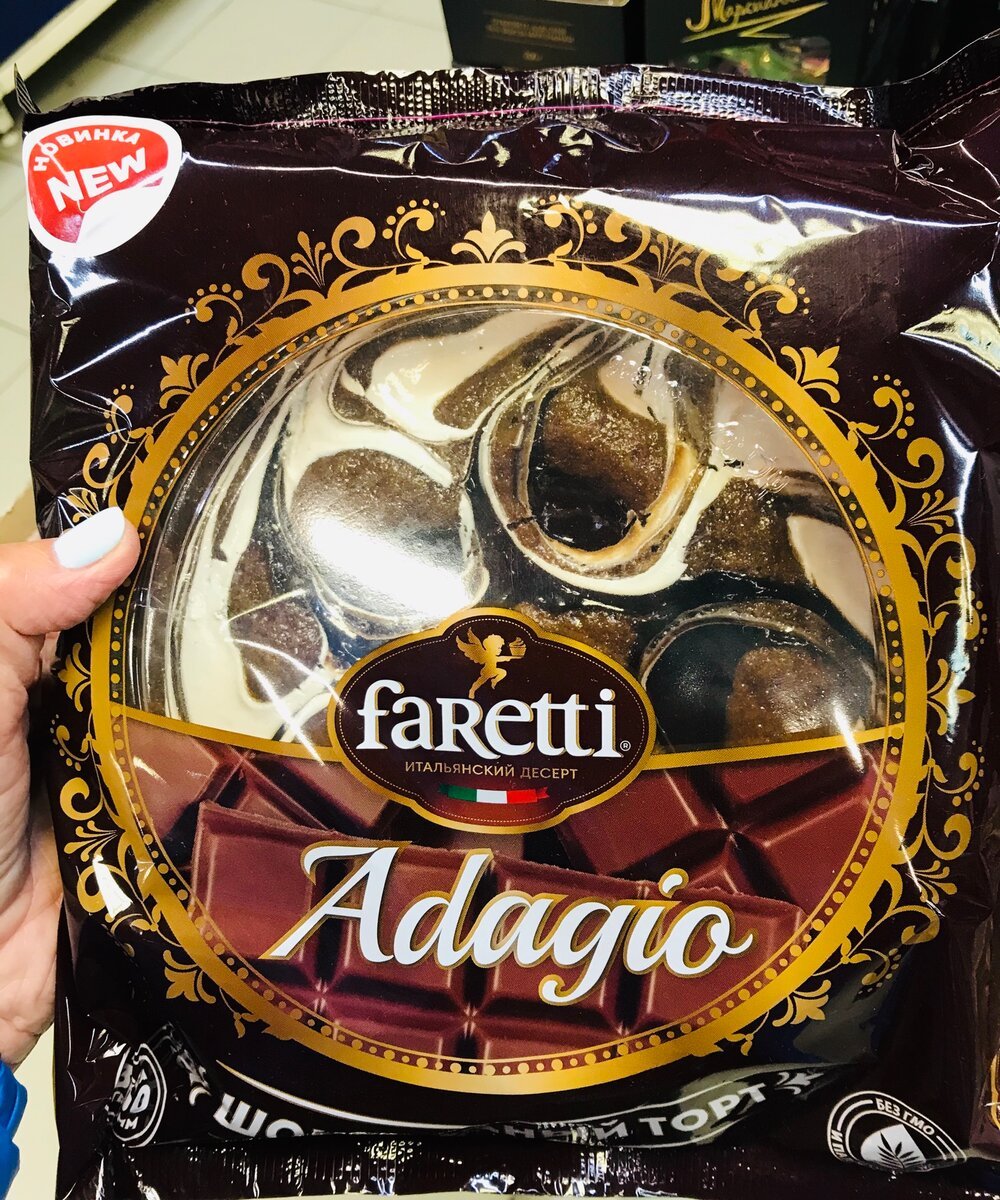 НОВИНКА
NEW
faRetti®
ИТАЛЬЯНСКИЙ ДЕСЕРТ
Adagio
ТОРТ
БЕЗ ГМО